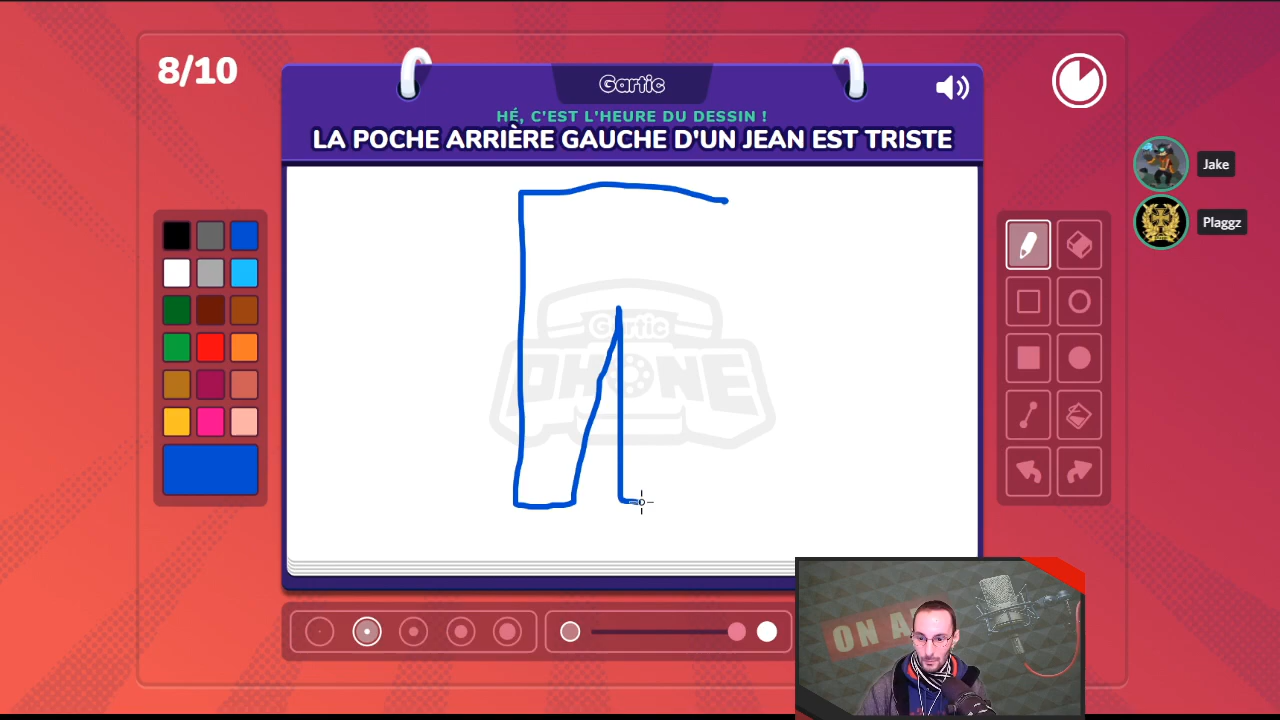 8/10
Gartic
HÉ, C'EST L'HEURE DU DESSIN !
LA POCHE ARRIÈRE GAUCHE D'UN JEAN EST TRISTE
Jake
Plaggz
Gartic
PHONE
ON A